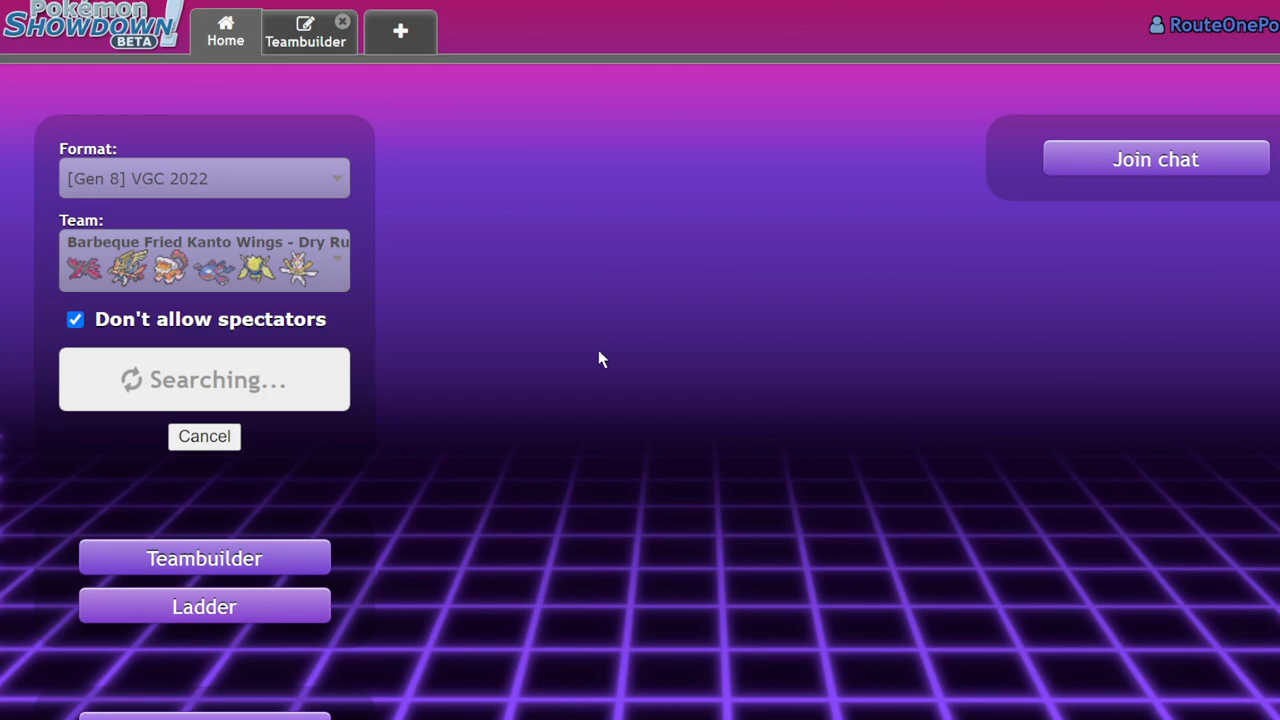 Pokémon
SHOWDOWN!
BETA
Home
Teambuilder
RouteOnePo
Format:
[Gen 8] VGC 2022
Join chat
Team:
Barbeque Fried Kanto Wings - Dry Ru
Don't allow spectators
Searching...
Cancel
Teambuilder
Ladder